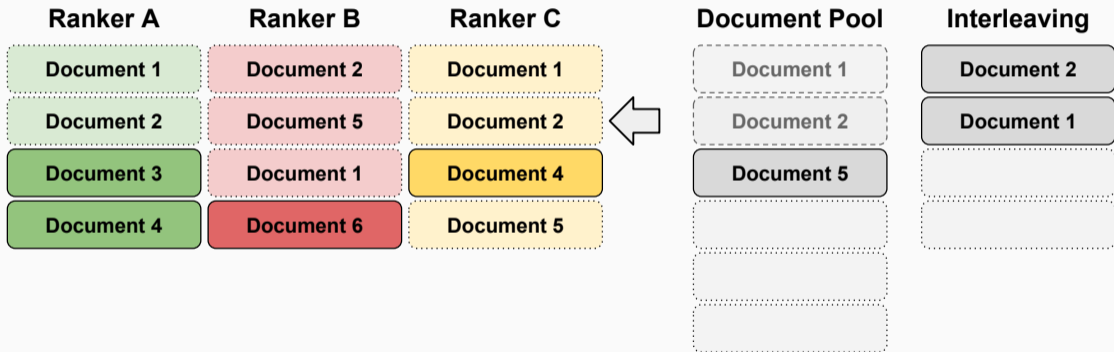 Ranker A Ranker B Ranker C Document Pool Interleaving
Document 1 Document 2 Document 1 Document 1 Document 2
Document 2 Document 5 Document 2 Document 2 Document 1
Document 3 Document 1 Document 4 Document 5
Document 4 Document 6 Document 5